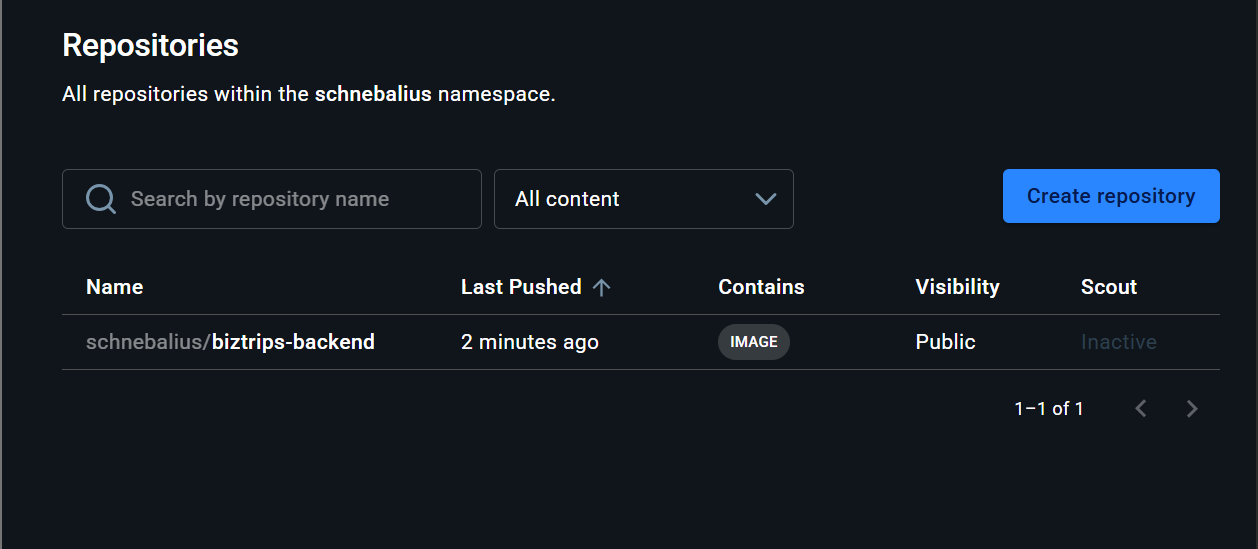 Repositories
All repositories within the schnebalius namespace.
Search by repository name
All content
Create repository
Name Last Pushed Contains Visibility Scout
schnebalius/biztrips-backend 2 minutes ago IMAGE Public Inactive
1–1 of 1